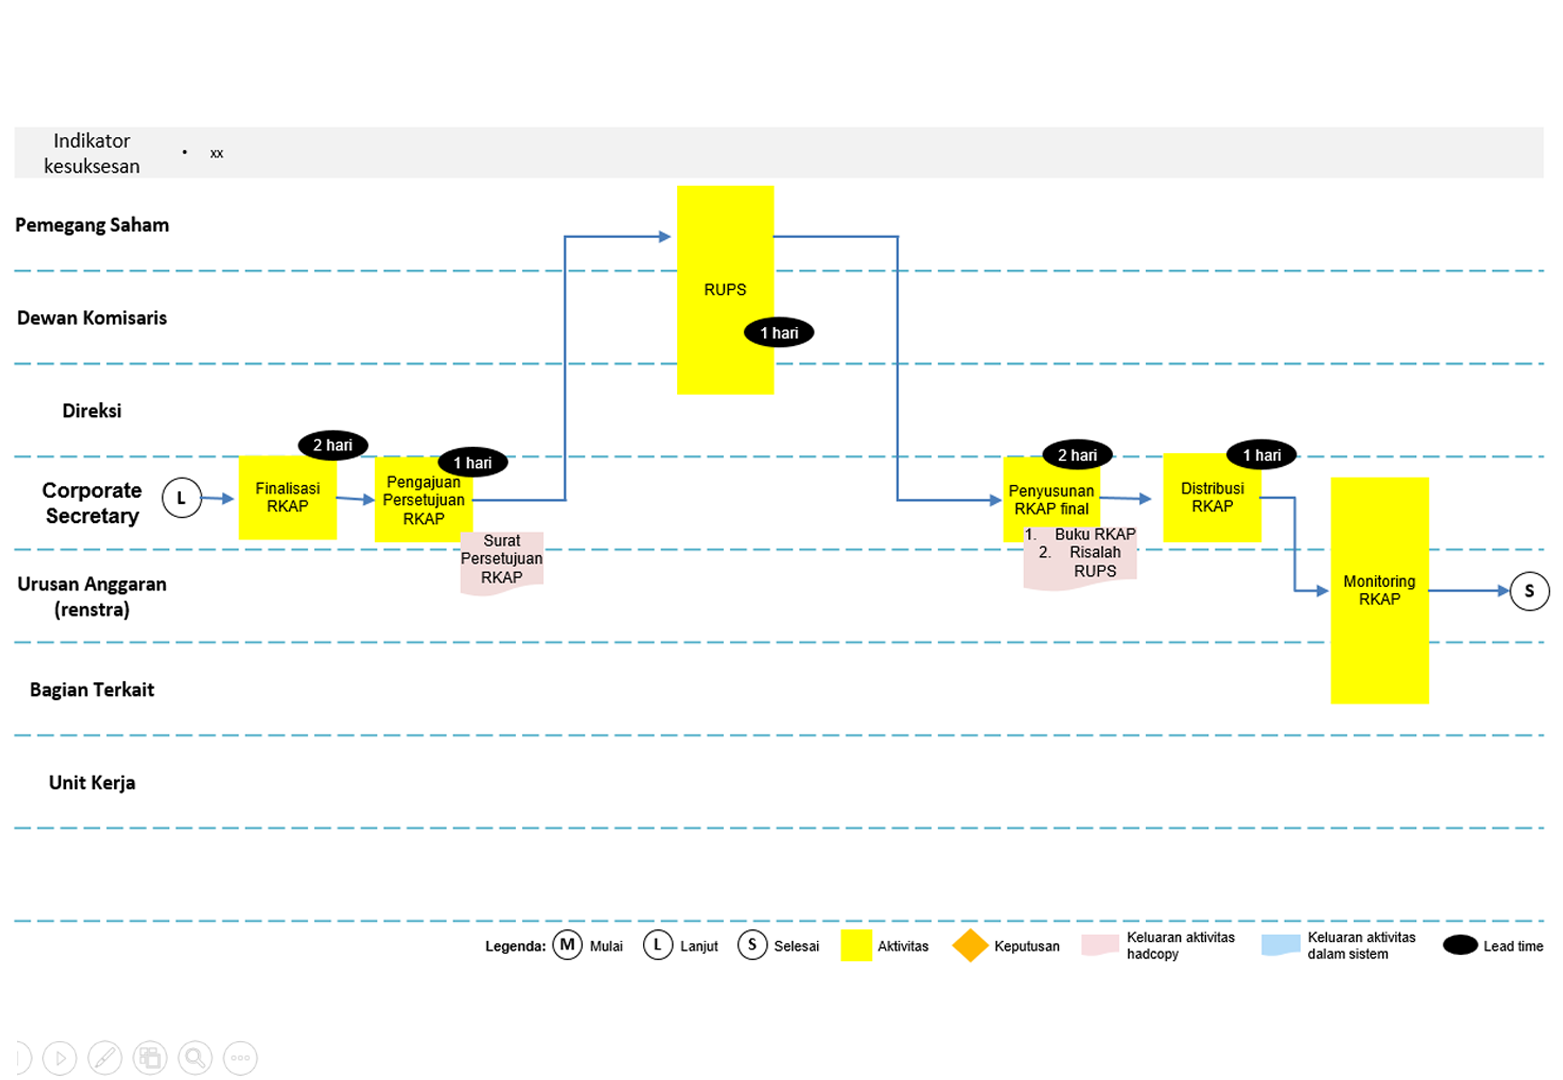 Indikator
kesuksesan
• xx
Pemegang Saham
RUPS
Dewan Komisaris
1 hari
Direksi
2 hari
1 hari
2 hari
1 hari
Corporate
Secretary
L
Finalisasi
RKAP
Pengajuan
Persetujuan
RKAP
Penyusunan
RKAP final
Distribusi
RKAP
Surat
Persetujuan
RKAP
1. Buku RKAP
2. Risalah
RUPS
Urusan Anggaran
(renstra)
Monitoring
RKAP
S
Bagian Terkait
Unit Kerja
Legenda:
M Mulai
L Lanjut
S Selesai
Aktivitas
Keputusan
Keluaran aktivitas
hadcopy
Keluaran aktivitas
dalam sistem
Lead time